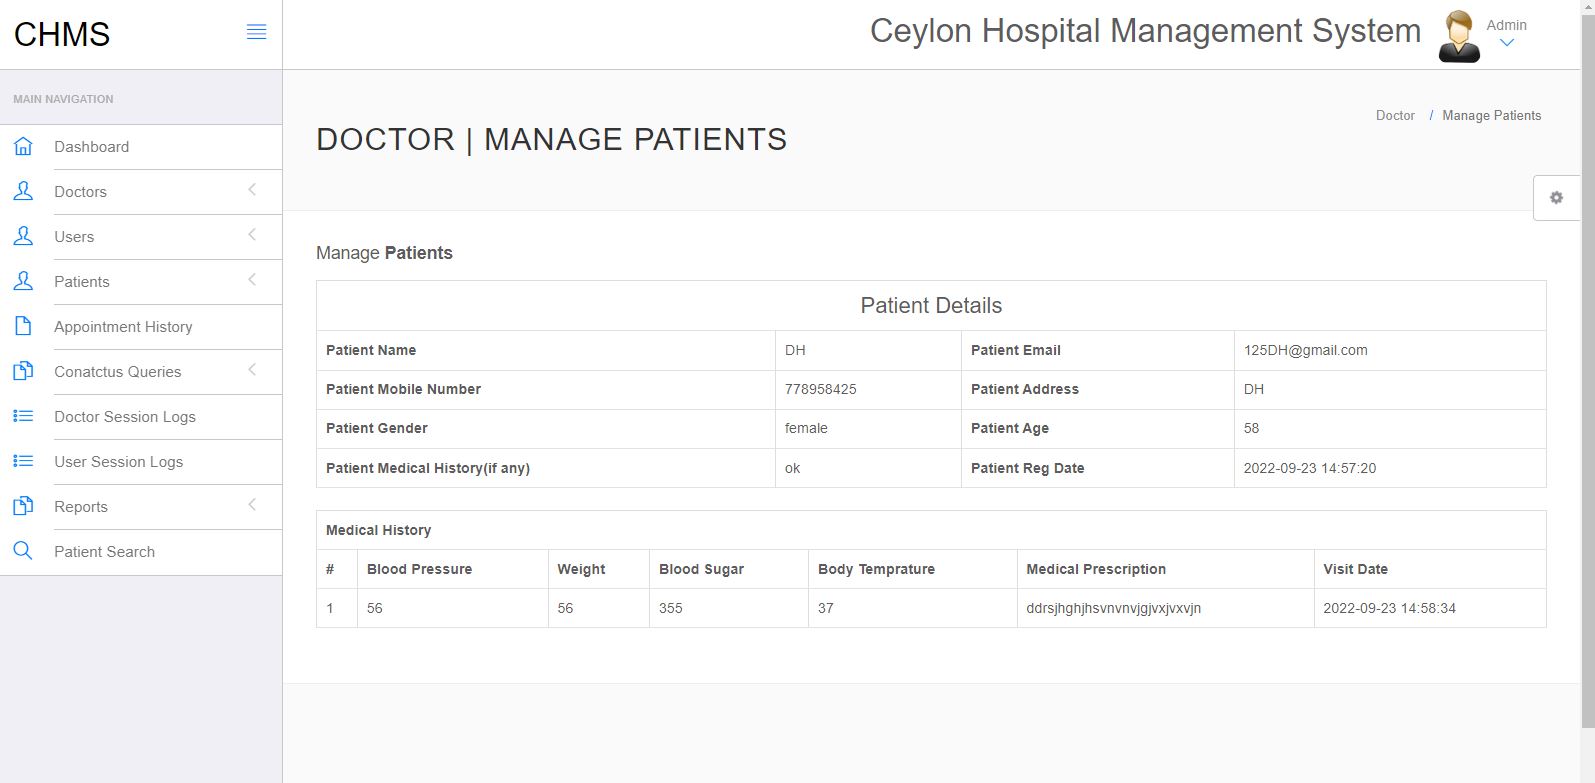 CHMS
Ceylon Hospital Management System
Admin
MAIN NAVIGATION
Dashboard
Doctors
Users
Patients
Appointment History
Conatctus Queries
Doctor Session Logs
User Session Logs
Reports
Patient Search
DOCTOR | MANAGE PATIENTS
Doctor / Manage Patients
Manage Patients
Patient Details
Patient Name DH Patient Email 125DH@gmail.com
Patient Mobile Number 778958425 Patient Address DH
Patient Gender female Patient Age 58
Patient Medical History(if any) ok Patient Reg Date 2022-09-23 14:57:20
Medical History
# Blood Pressure Weight Blood Sugar Body Temprature Medical Prescription Visit Date
1 56 56 355 37 ddrsjhghjhsvnvnvjgjvxjvxvjn 2022-09-23 14:58:34